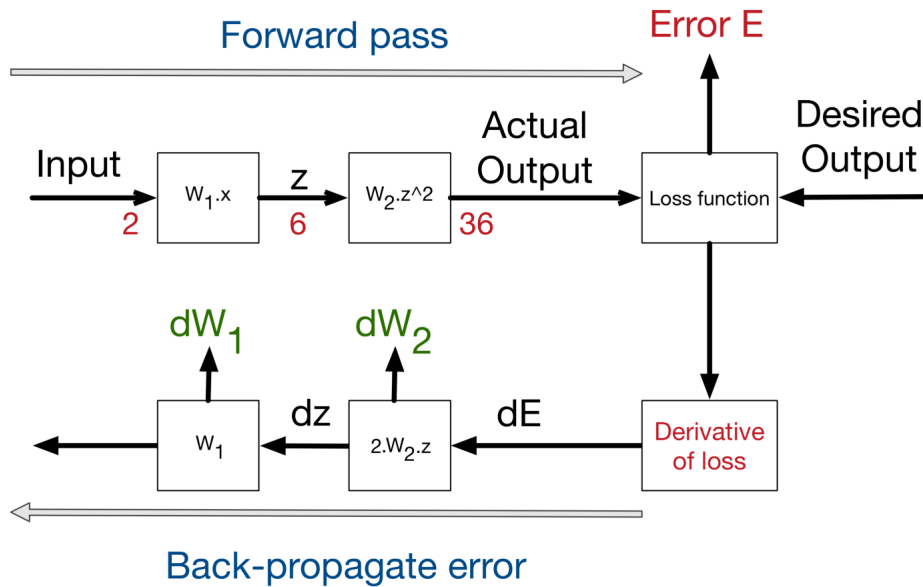 Forward pass
Error E
Input
2
W₁.x
z
6
W₂.z^2
Actual
Output
36
Loss function
Desired
Output
dW₁
dW₂
W₁
dz
2.W₂.z
dE
Derivative
of loss
Back-propagate error